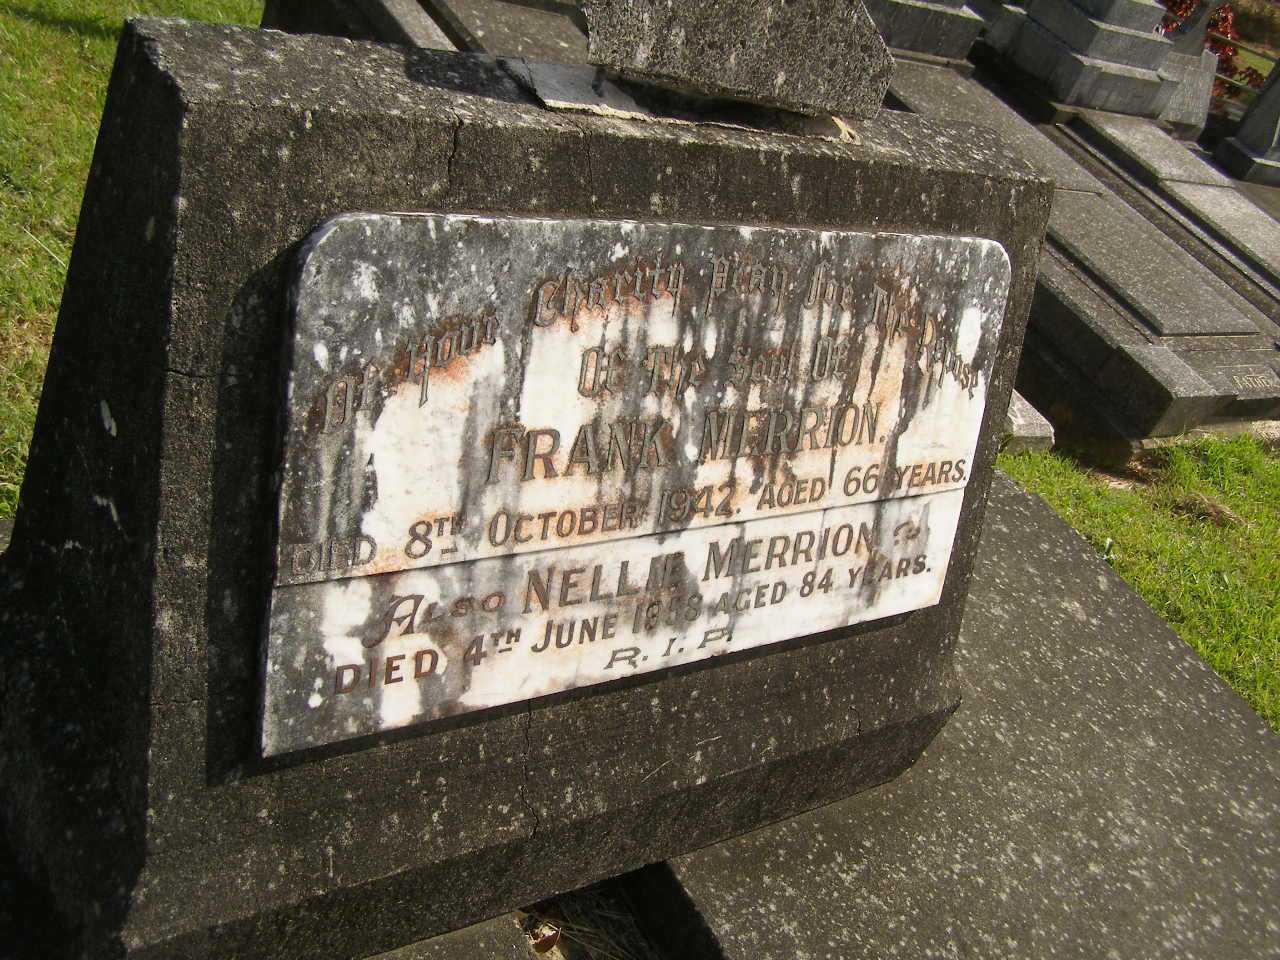 Of Your Charity Pray for The Repose
Of The Soul Of
FRANK MERRION.
DIED 8TH OCTOBER 1942. AGED 66 YEARS.
ALSO NELLIE MERRION
DIED 4TH JUNE 1958 AGED 84 YEARS.
R. I. P.